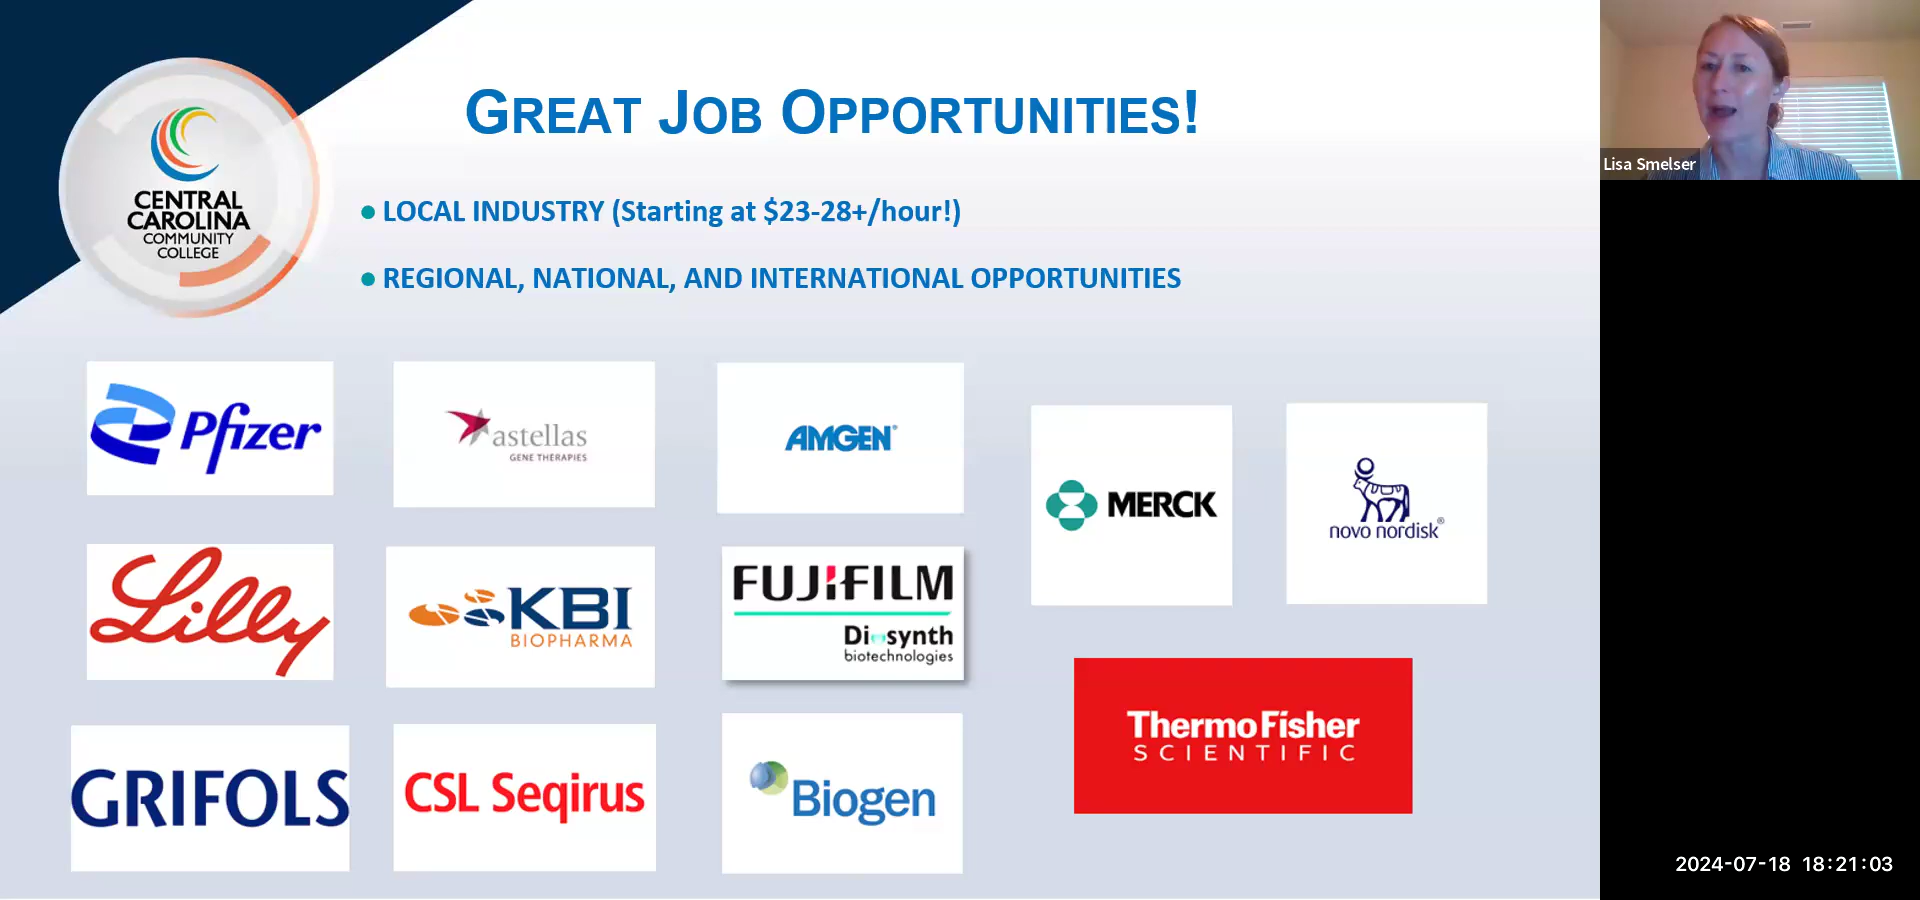 GREAT JOB OPPORTUNITIES!
CENTRAL
CAROLINA
COMMUNITY
COLLEGE
• LOCAL INDUSTRY (Starting at $23-28+/hour!)
• REGIONAL, NATIONAL, AND INTERNATIONAL OPPORTUNITIES
Lisa Smelser
Pfizer
astellas
GENE THERAPIES
AMGEN®
MERCK
novo nordisk®
Lilly
KBI
BIOPHARMA
FUJIFILM
Diosynth
biotechnologies
ThermoFisher
SCIENTIFIC
GRIFOLS
CSL Seqirus
Biogen
2024-07-18 18:21:03